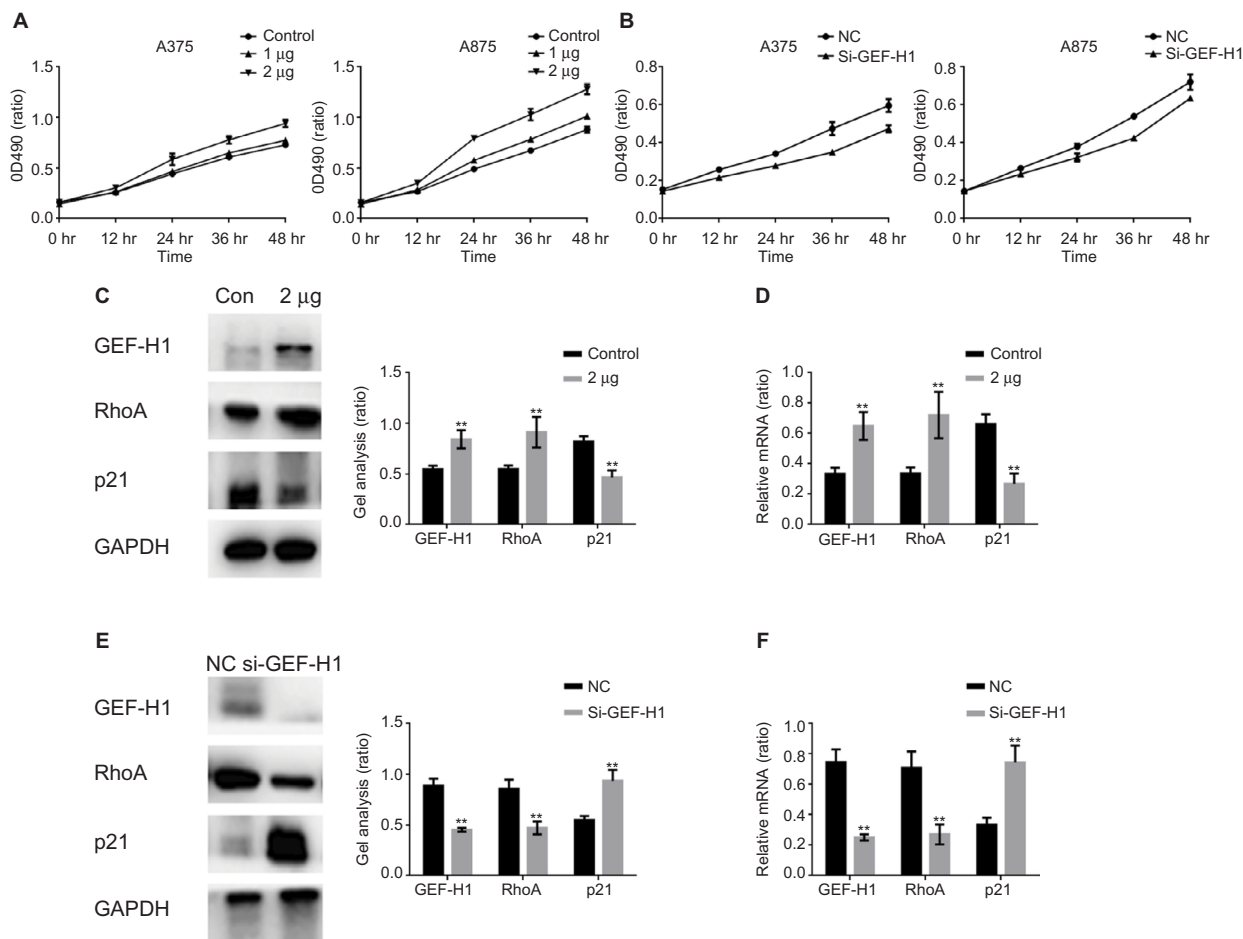 A
A375
Control
1 μg
2 μg
0D490 (ratio)
1.5
1.0
0.5
0.0
0 hr 12 hr 24 hr 36 hr 48 hr
Time
A875
Control
1 μg
2 μg
0D490 (ratio)
1.5
1.0
0.5
0.0
0 hr 12 hr 24 hr 36 hr 48 hr
Time
B
A375
NC
Si-GEF-H1
0D490 (ratio)
0.8
0.6
0.4
0.2
0.0
0 hr 12 hr 24 hr 36 hr 48 hr
Time
A875
NC
Si-GEF-H1
0D490 (ratio)
0.8
0.6
0.4
0.2
0.0
0 hr 12 hr 24 hr 36 hr 48 hr
Time
C
Con 2 μg
GEF-H1
RhoA
p21
GAPDH
Control
2 μg
Gel analysis (ratio)
1.5
1.0
0.5
0.0
** ** **
GEF-H1 RhoA p21
D
Control
2 μg
Relative mRNA (ratio)
1.0
0.8
0.6
0.4
0.2
0.0
** ** **
GEF-H1 RhoA p21
E
NC si-GEF-H1
GEF-H1
RhoA
p21
GAPDH
NC
Si-GEF-H1
Gel analysis (ratio)
1.5
1.0
0.5
0.0
** ** **
GEF-H1 RhoA p21
F
NC
Si-GEF-H1
Relative mRNA (ratio)
1.0
0.8
0.6
0.4
0.2
0.0
** ** **
GEF-H1 RhoA p21